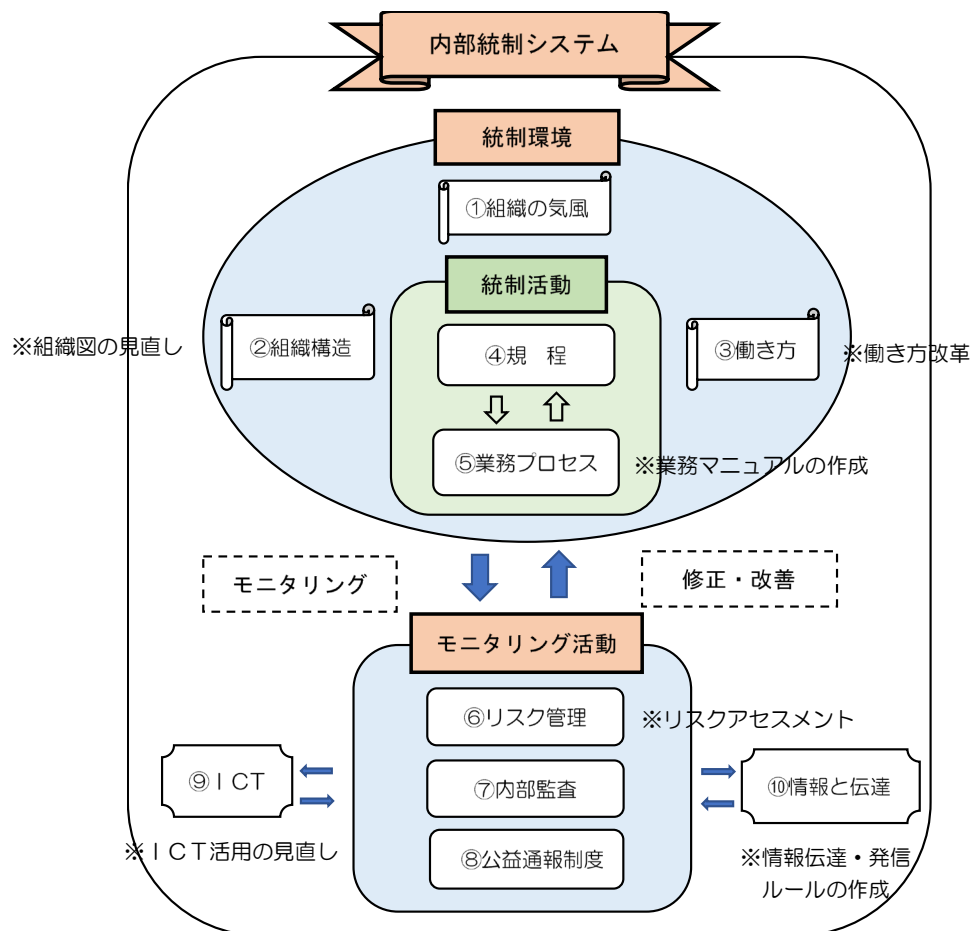 内部統制システム
統制環境
①組織の気風
統制活動
※組織図の見直し
②組織構造
④規　程
③働き方
※働き方改革
⑤業務プロセス
※業務マニュアルの作成
モニタリング
修正・改善
モニタリング活動
⑥リスク管理
※リスクアセスメント
⑨ＩＣＴ
⑦内部監査
⑩情報と伝達
※ＩＣＴ活用の見直し
⑧公益通報制度
※情報伝達・発信
ルールの作成